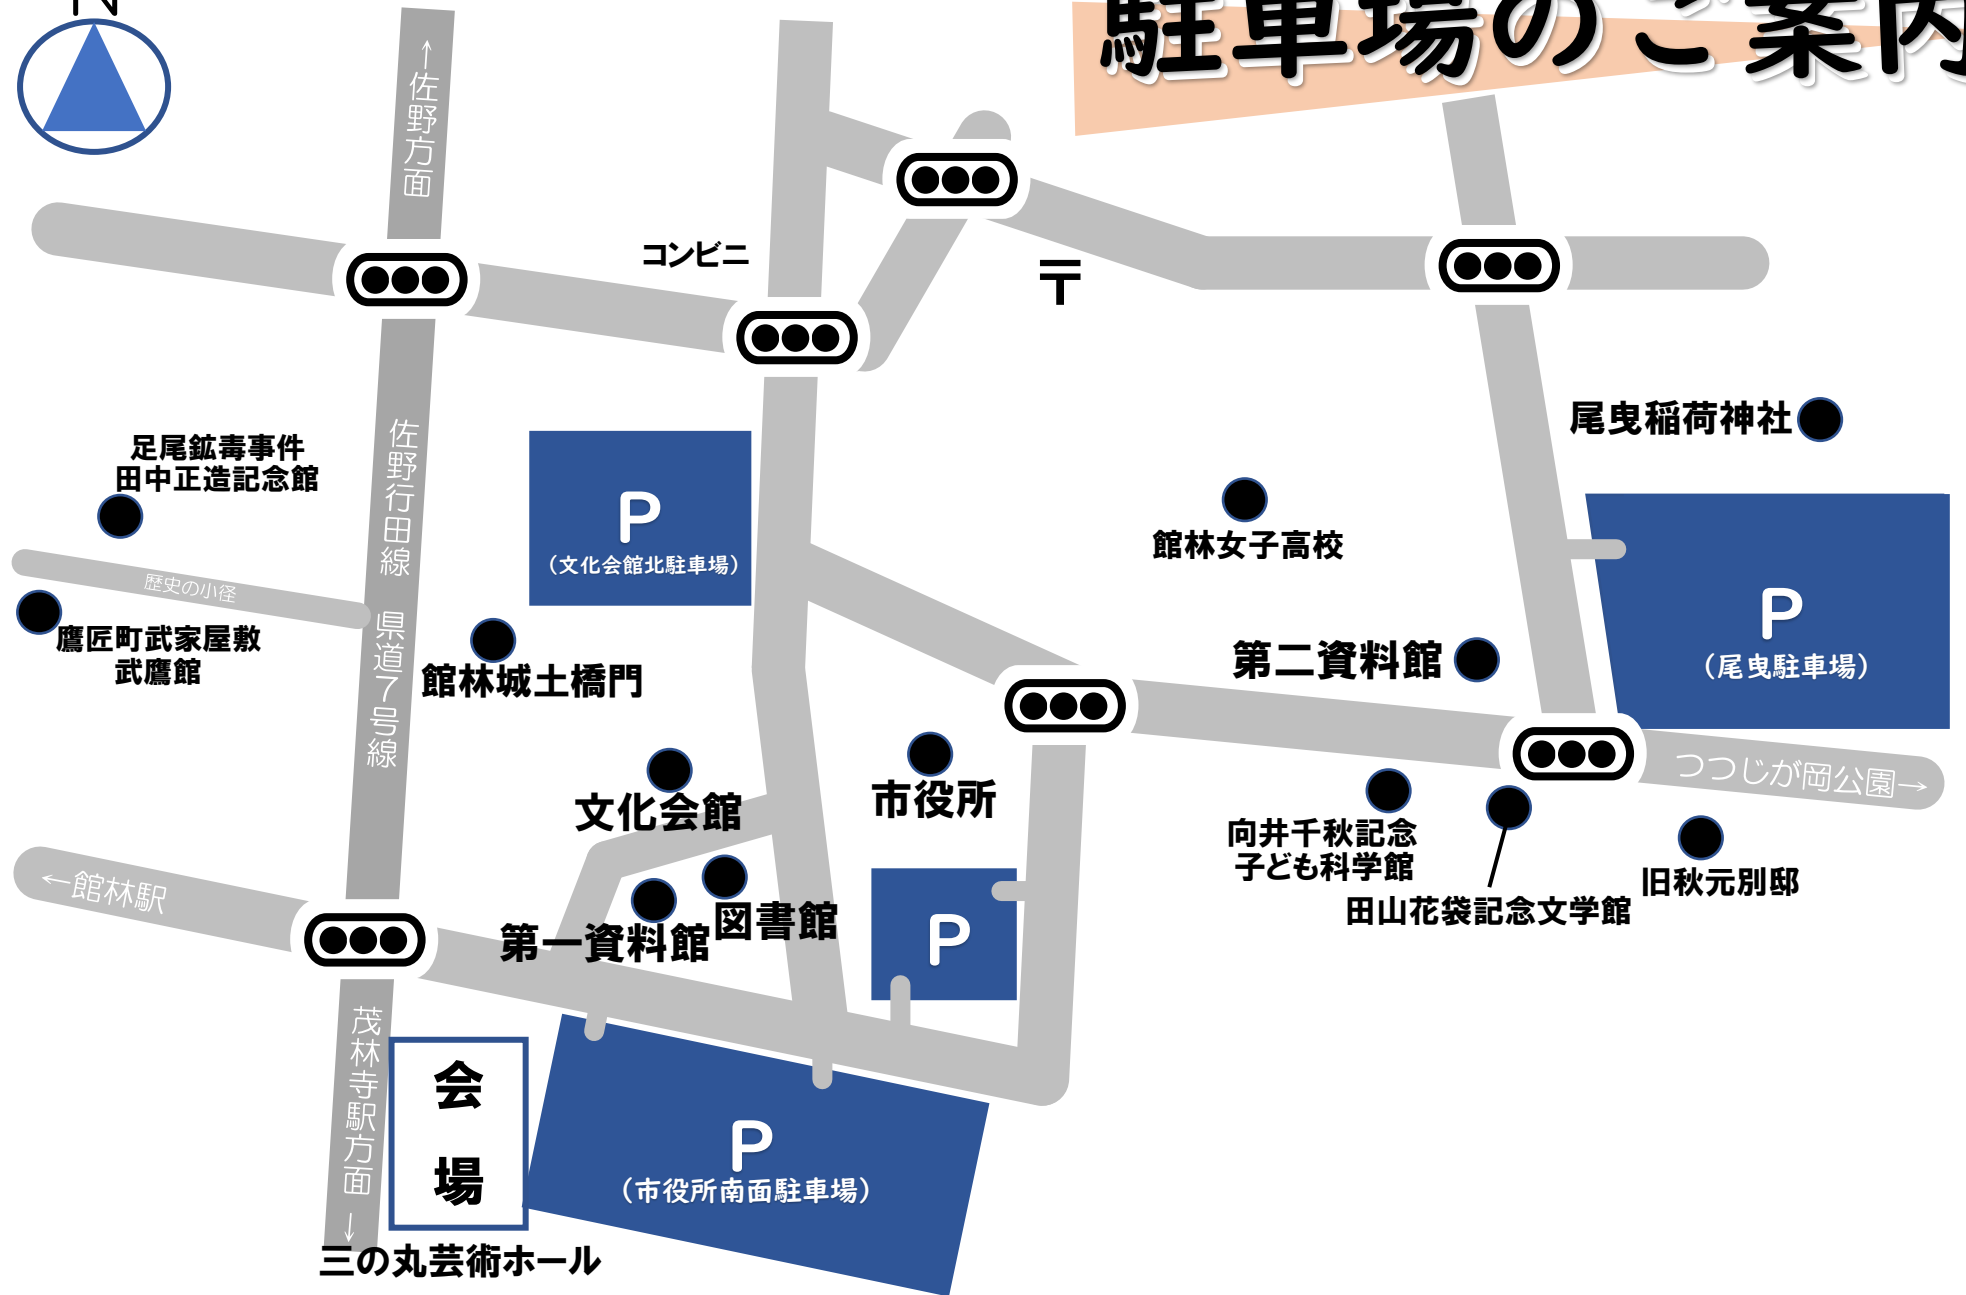 N
駐車場のご案内
←佐野方面
コンビニ
〒
尾曳稲荷神社
足尾鉱毒事件
田中正造記念館
佐野行田線 県道7号線
P
（文化会館北駐車場）
館林女子高校
歴史の小径
鷹匠町武家屋敷
武鷹館
館林城土橋門
第二資料館
P
（尾曳駐車場）
つつじが岡公園→
文化会館
市役所
向井千秋記念
子ども科学館
田山花袋記念文学館
旧秋元別邸
←館林駅
第一資料館
図書館
P
茂林寺駅方面→
会
場
P
（市役所南面駐車場）
三の丸芸術ホール